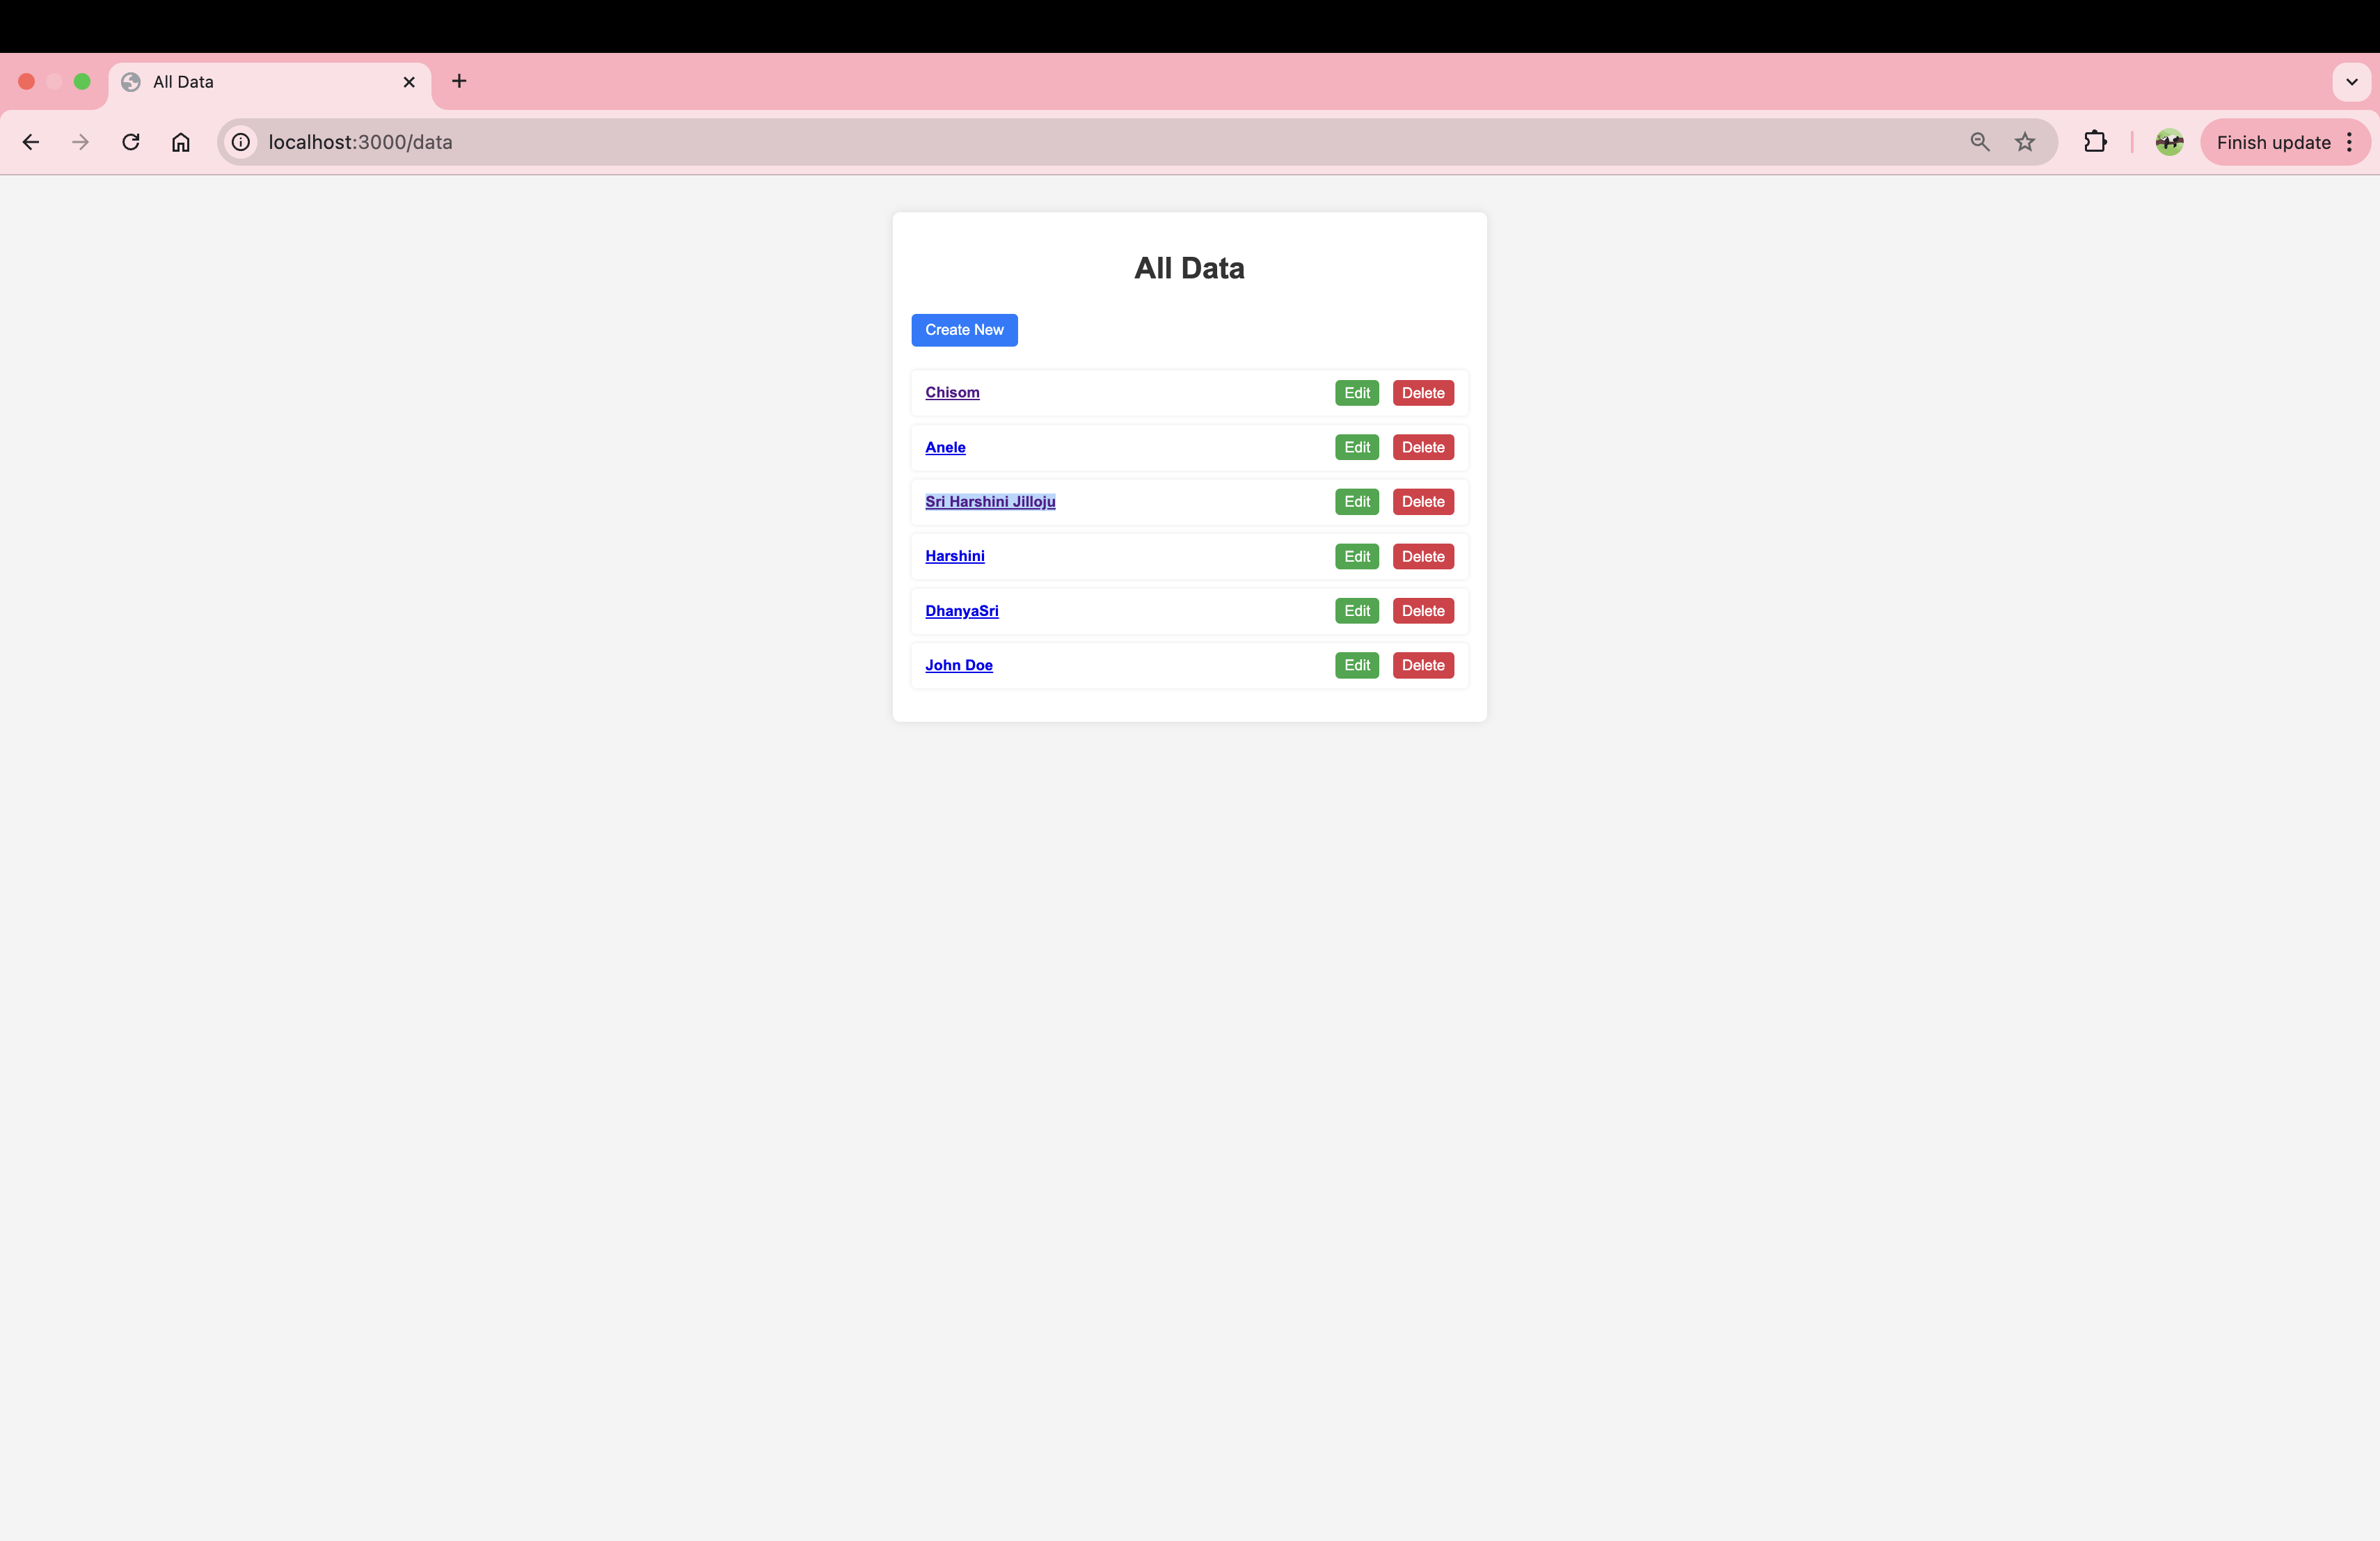 All Data
localhost:3000/data
Finish update
All Data
Create New
Chisom Edit Delete
Anele Edit Delete
Sri Harshini Jilloju Edit Delete
Harshini Edit Delete
DhanyaSri Edit Delete
John Doe Edit Delete